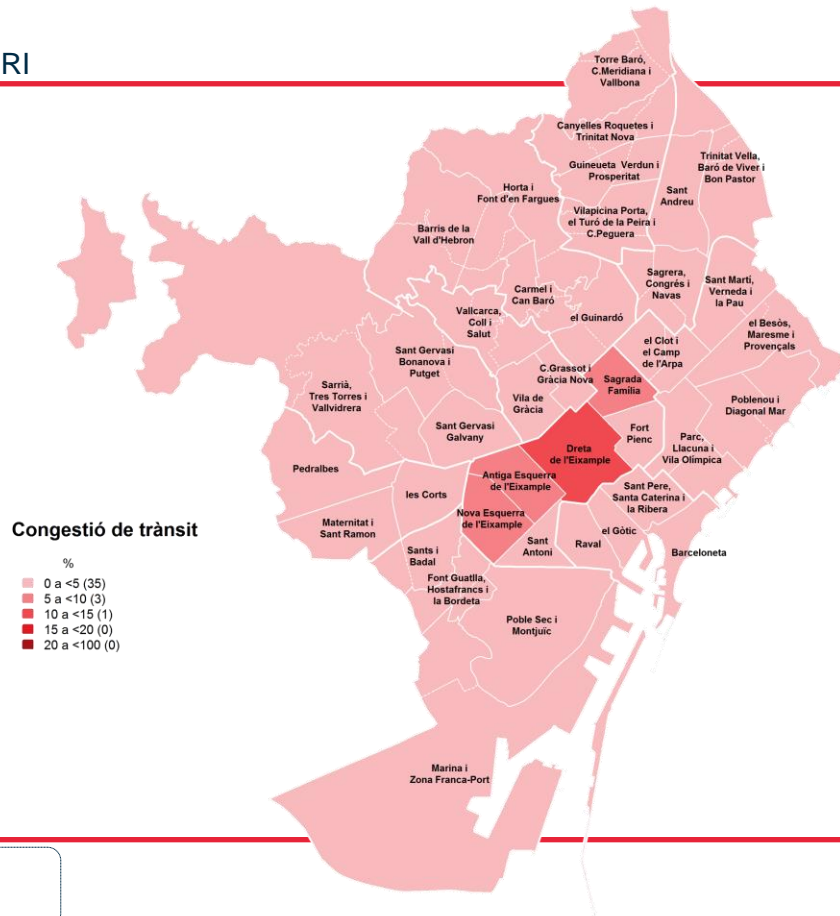 RI
Torre Baró,
C.Meridiana i
Vallbona
Canyelles Roquetes i
Trinitat Nova
Guineueta Verdun i
Prosperitat
Trinitat Vella,
Baró de Viver i
Bon Pastor
Sant
Andreu
Horta i
Font d'en Fargues
Vilapicina Porta,
el Turó de la Peira i
C.Peguera
Barris de la
Vall d'Hebron
Sagrera,
Congrés i
Navas
Sant Martí,
Verneda i
la Pau
Carmel i
Can Baró
Vallcarca,
Coll i
Salut
el Guinardó
el Besòs,
Maresme i
Provençals
el Clot i
el Camp
de l'Arpa
Sant Gervasi
Bonanova i
Putget
C.Grassot i
Gràcia Nova
Sagrada
Família
Sarrià,
Tres Torres i
Vallvidrera
Vila de
Gràcia
Poblenou i
Diagonal Mar
Sant Gervasi
Galvany
Fort
Pienc
Parc,
Llacuna i
Vila Olímpica
Dreta
de l'Eixample
Pedralbes
Antiga Esquerra
de l'Eixample
les Corts
Sant Pere,
Santa Caterina i
la Ribera
Nova Esquerra
de l'Eixample
Maternitat i
Sant Ramon
el Gòtic
Sant
Antoni
Raval
Barceloneta
Sants i
Badal
Font Guatlla,
Hostafrancs i
la Bordeta
Poble Sec i
Montjuïc
Marina i
Zona Franca-Port
Congestió de trànsit
%
0 a <5 (35)
5 a <10 (3)
10 a <15 (1)
15 a <20 (0)
20 a <100 (0)